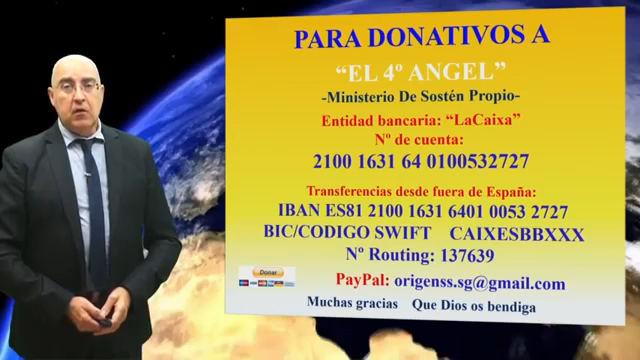 PARA DONATIVOS A
“EL 4º ANGEL”
-Ministerio De Sostén Propio-
Entidad bancaria: “LaCaixa”
Nº de cuenta:
2100 1631 64 0100532727
Transferencias desde fuera de España:
IBAN ES81 2100 1631 6401 0053 2727
BIC/CODIGO SWIFT CAIXESBBXXX
Nº Routing: 137639
Donar
PayPal: origenss.sg@gmail.com
Muchas gracias Que Dios os bendiga